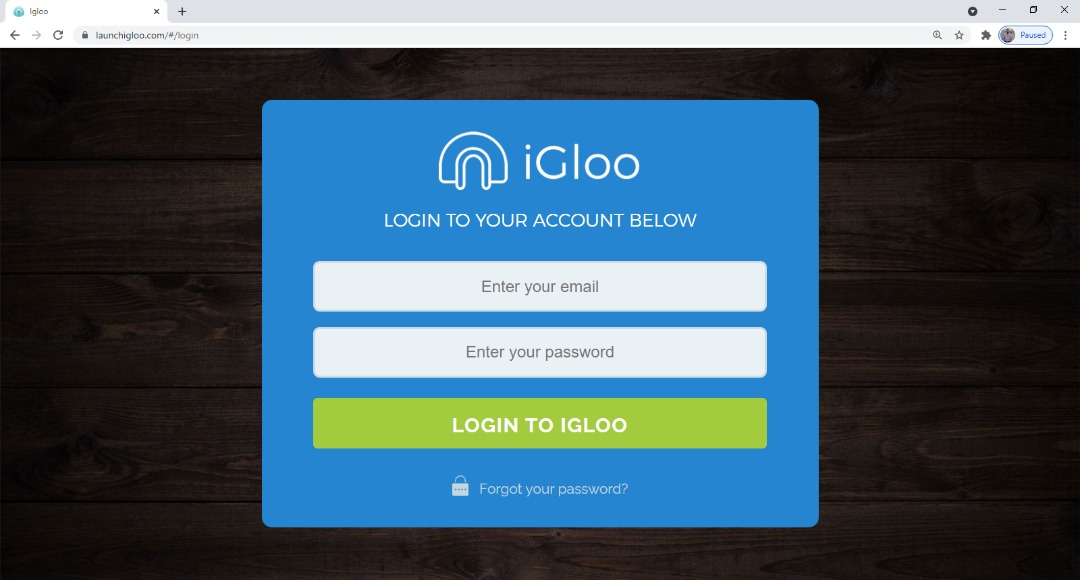 Igloo
launchigloo.com/#/login
Paused
iGloo
LOGIN TO YOUR ACCOUNT BELOW
Enter your email
Enter your password
LOGIN TO IGLOO
Forgot your password?